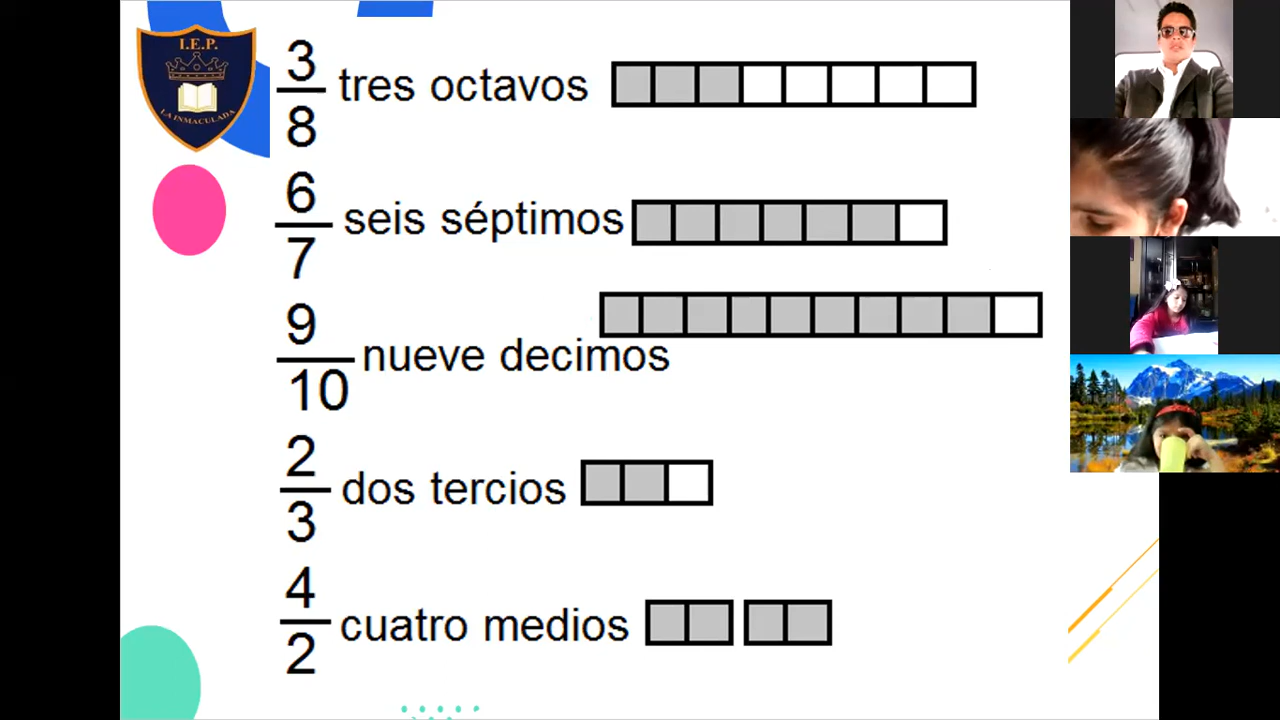 I.E.P.
LA INMACULADA
3
8
tres octavos
6
7
seis séptimos
9
10
nueve decimos
2
3
dos tercios
4
2
cuatro medios